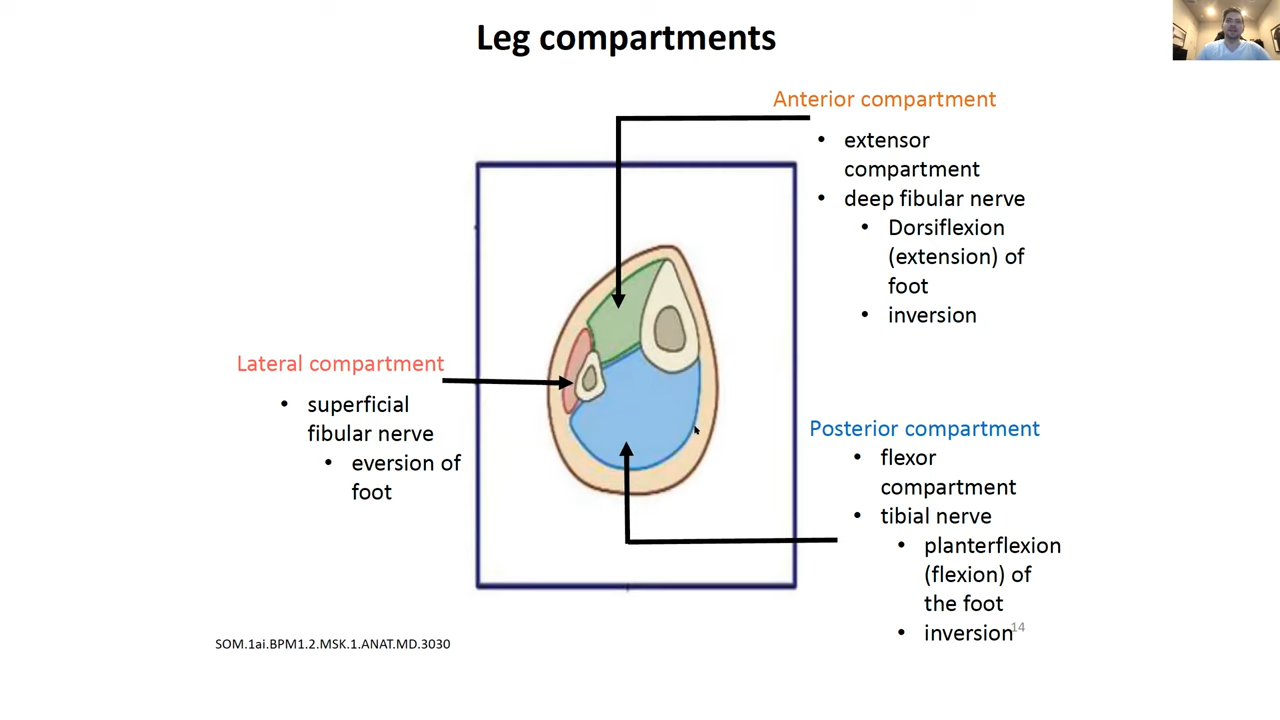 Leg compartments
Anterior compartment
• extensor
compartment
• deep fibular nerve
• Dorsiflexion
(extension) of
foot
• inversion
Lateral compartment
• superficial
fibular nerve
• eversion of
foot
Posterior compartment
• flexor
compartment
• tibial nerve
• planterflexion
(flexion) of
the foot
• inversion
14
SOM.1ai.BPM1.2.MSK.1.ANAT.MD.3030